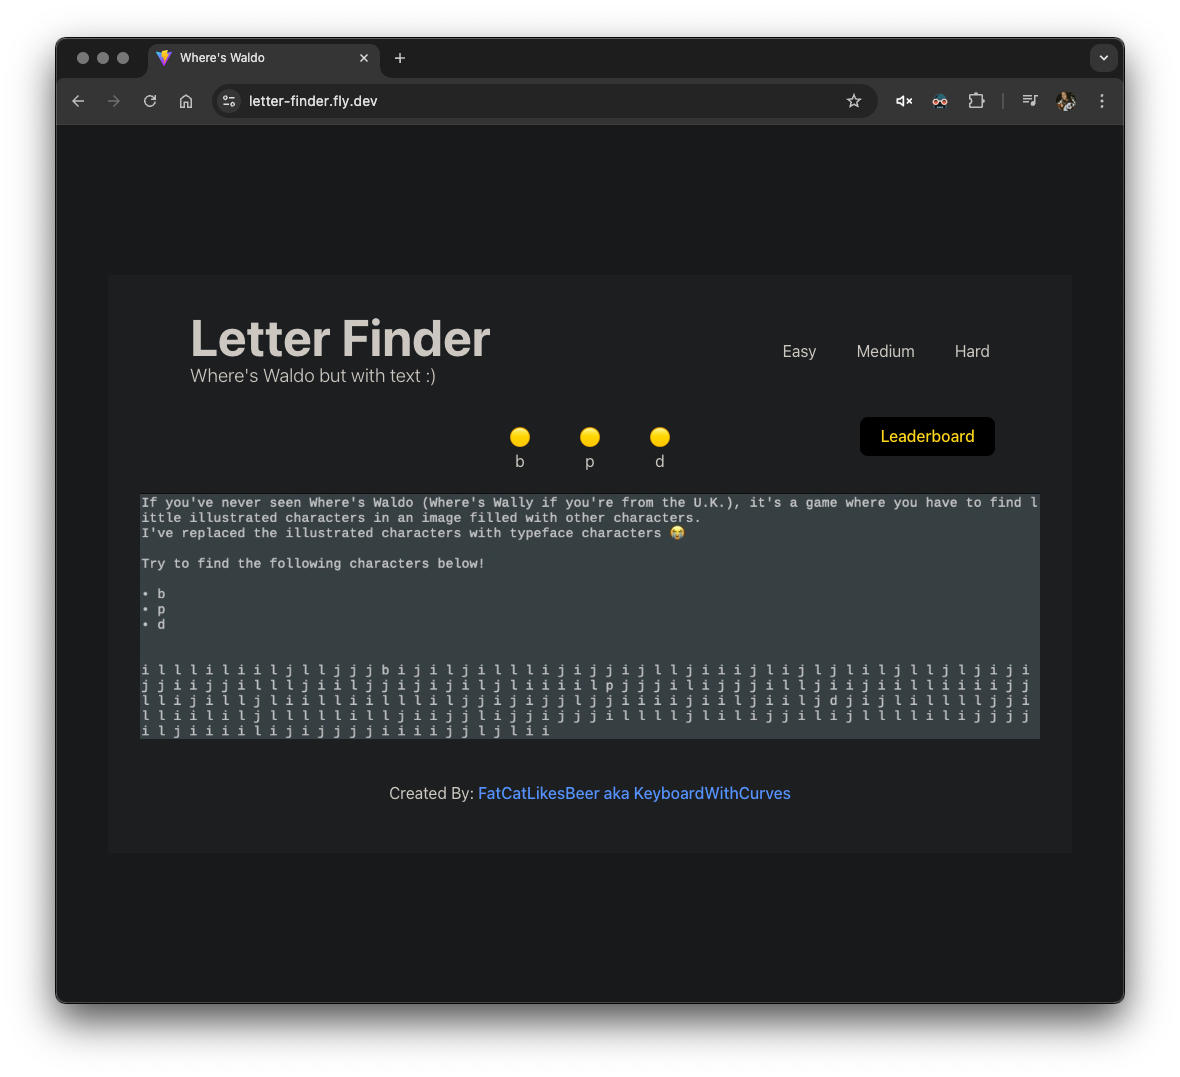 Where's Waldo
letter-finder.fly.dev
Letter Finder
Where's Waldo but with text :)
Easy Medium Hard
b p d
Leaderboard
If you've never seen Where's Waldo (Where's Wally if you're from the U.K.), it's a game where you have to find l
ittle illustrated characters in an image filled with other characters.
I've replaced the illustrated characters with typeface characters 😭
Try to find the following characters below!
• b
• p
• d
i l l l i l i i l j l l j j j b i j i l j i l l l i j i j j i j l l j i i i j l i j l j l i l j l l j l j i j i
j j i i j j i l l l j i i l j j i j i j i l j l i i i i l p j j j i l i j j j i l l j i i j i i l l i i i i j j
l l i j i l l j l i i l l i i l l l i l j j i j i j j l j j i i i i j i i l j i i l j d j i j l i l l l l j j i
l l i i l i l j l l l l l i l l j i i j j l i j j i j j j i l l l l j l i l i j j i l i j l l l l i l i j j j j
i l j i i i i l i j i j j j j i i i i j j l j l i i
Created By: FatCatLikesBeer aka KeyboardWithCurves